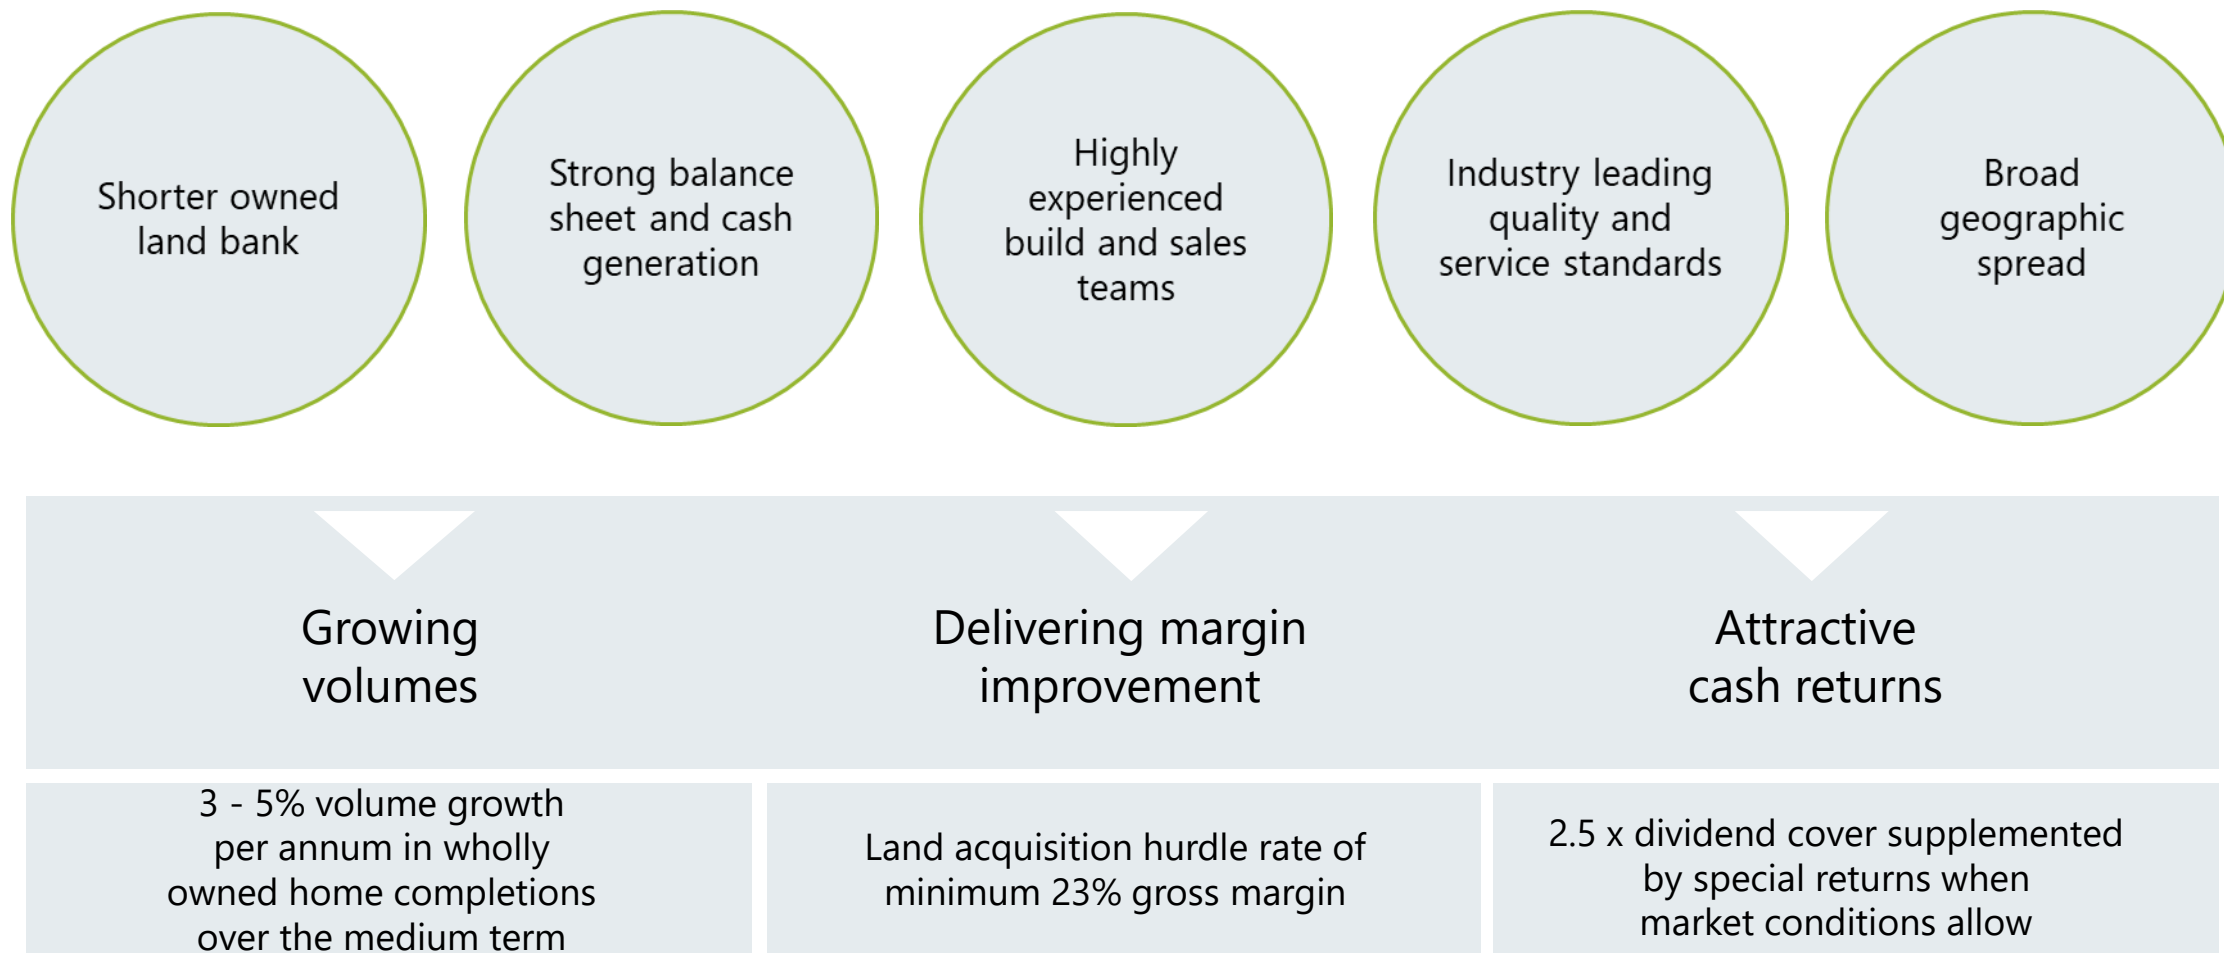 Shorter owned
land bank
Strong balance
sheet and cash
generation
Highly
experienced
build and sales
teams
Industry leading
quality and
service standards
Broad
geographic
spread
Growing
volumes
Delivering margin
improvement
Attractive
cash returns
3 - 5% volume growth
per annum in wholly
owned home completions
over the medium term
Land acquisition hurdle rate of
minimum 23% gross margin
2.5 x dividend cover supplemented
by special returns when
market conditions allow